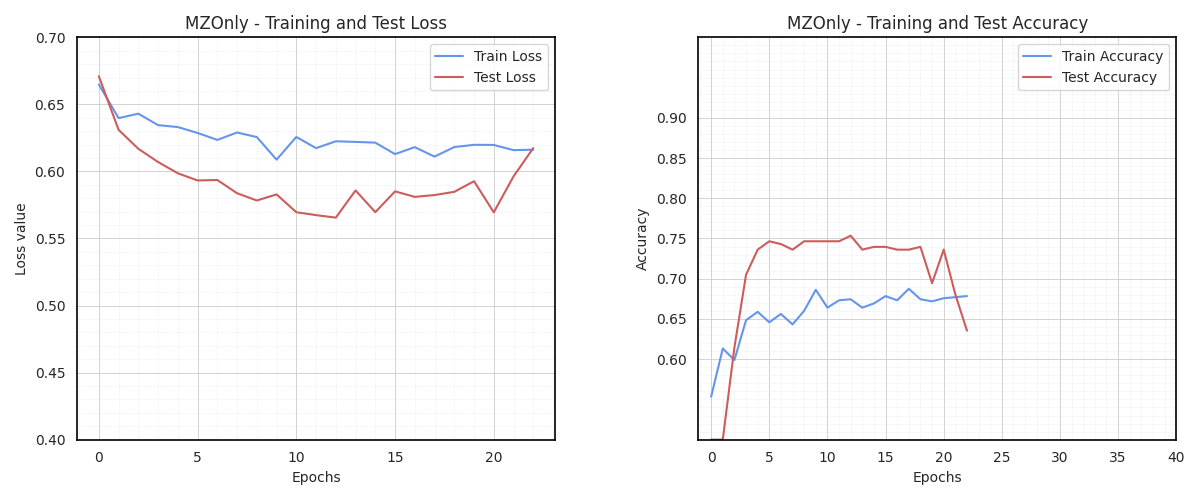 MZOnly - Training and Test Loss
Train Loss
Test Loss
0.70
0.65
0.60
0.55
0.50
0.45
0.40
Loss value
0 5 10 15 20
Epochs
MZOnly - Training and Test Accuracy
Train Accuracy
Test Accuracy
0.90
0.85
0.80
0.75
0.70
0.65
0.60
Accuracy
0 5 10 15 20 25 30 35 40
Epochs